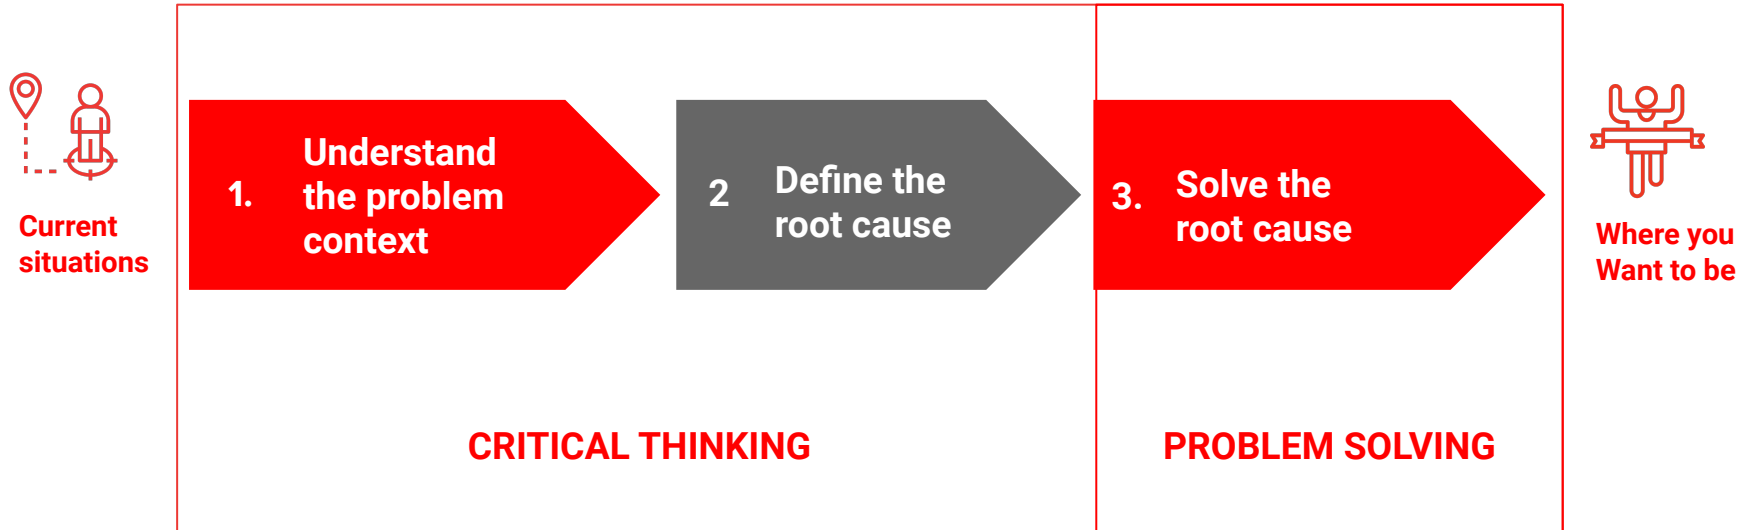 Current
situations
1.
Understand
the problem
context
2
Define the
root cause
3.
Solve the
root cause
Where you
Want to be
CRITICAL THINKING
PROBLEM SOLVING